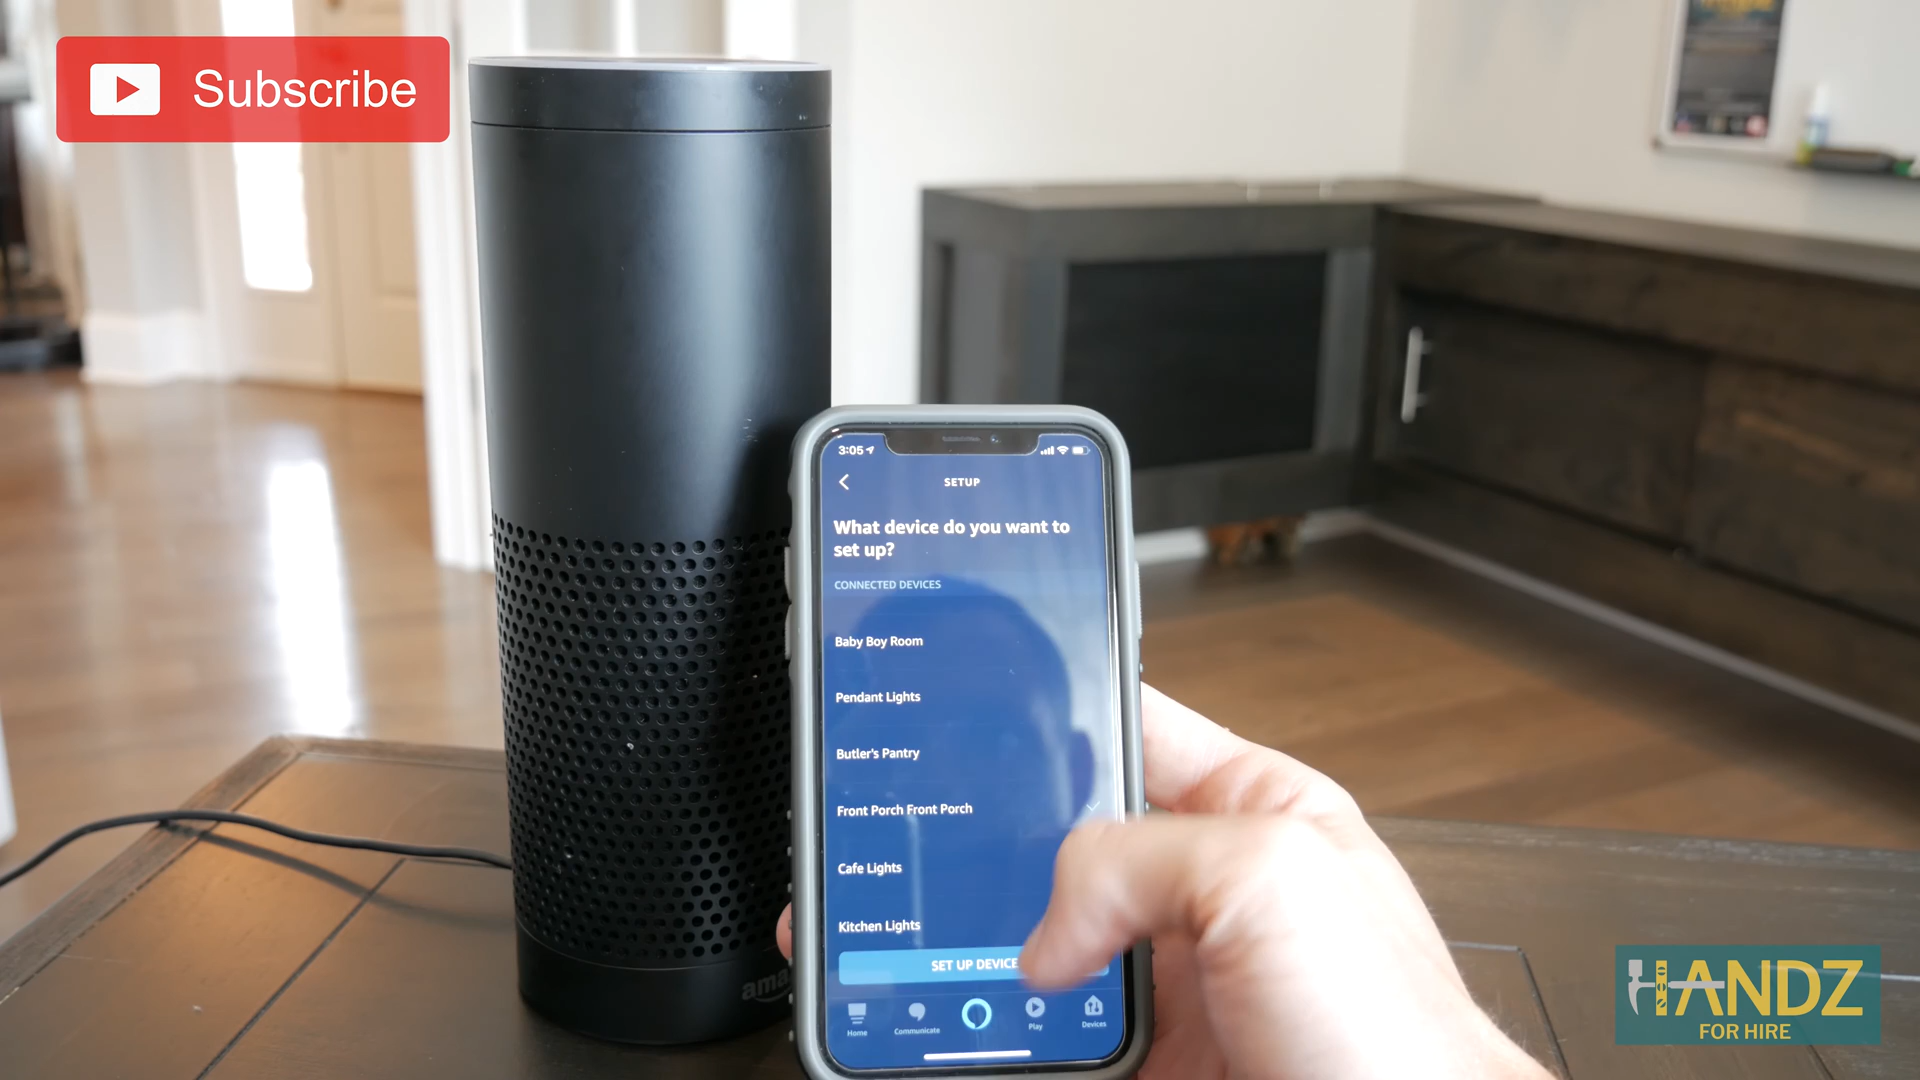 Subscribe
3:05
SETUP
What device do you want to
set up?
CONNECTED DEVICES
Baby Boy Room
Pendant Lights
Butler's Pantry
Front Porch Front Porch
Cafe Lights
Kitchen Lights
SET UP DEVICE
Home
Communicate
Play
Devices
HANDZ
FOR HIRE